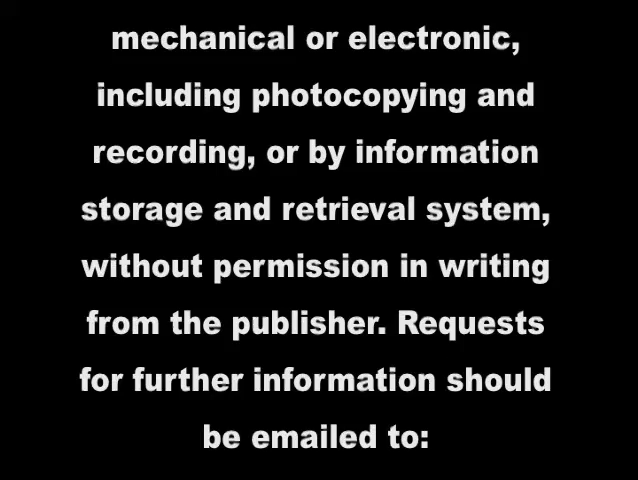 mechanical or electronic,
including photocopying and
recording, or by information
storage and retrieval system,
without permission in writing
from the publisher. Requests
for further information should
be emailed to: